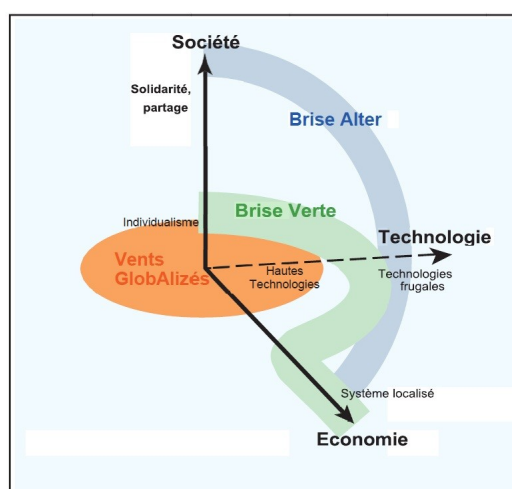 Société
Solidarité,
partage
Brise Alter
Brise Verte
Individualisme
Technologie
Vents
GlobAlizés
Hautes
Technologies
Technologies
frugales
Système localisé
Economie